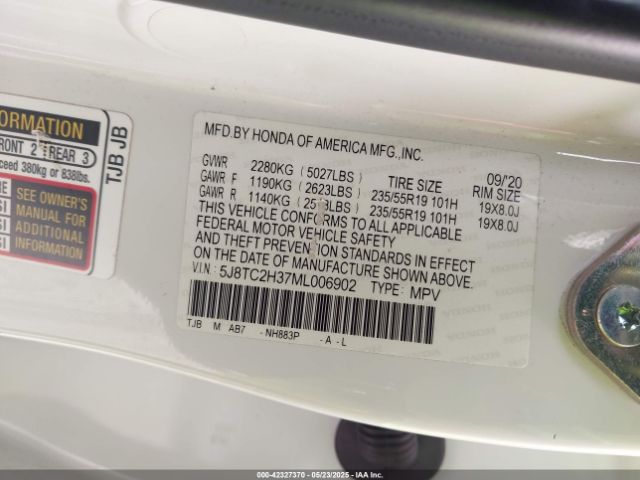 ORMATION
FRONT 2 REAR 3
ceed 380kg or 838lbs.
SEE OWNER'S
MANUAL FOR
ADDITIONAL
INFORMATION
TJB JB
MFD.BY HONDA OF AMERICA MFG.,INC.
09/'20
GVWR 2280KG (5027LBS) TIRE SIZE RIM SIZE
GAWR F 1190KG (2623LBS) 235/55R19 101H 19X8.0J
GAWR R 1140KG (2513LBS) 235/55R19 101H 19X8.0J
THIS VEHICLE CONFORMS TO ALL APPLICABLE
FEDERAL MOTOR VEHICLE SAFETY
AND THEFT PREVENTION STANDARDS IN EFFECT
ON THE DATE OF MANUFACTURE SHOWN ABOVE.
V.I.N: 5J8TC2H37ML006902 TYPE: MPV
TJB M AB7 -NH883P -A-L
000-42327370 - 05/23/2025 - IAA Inc.